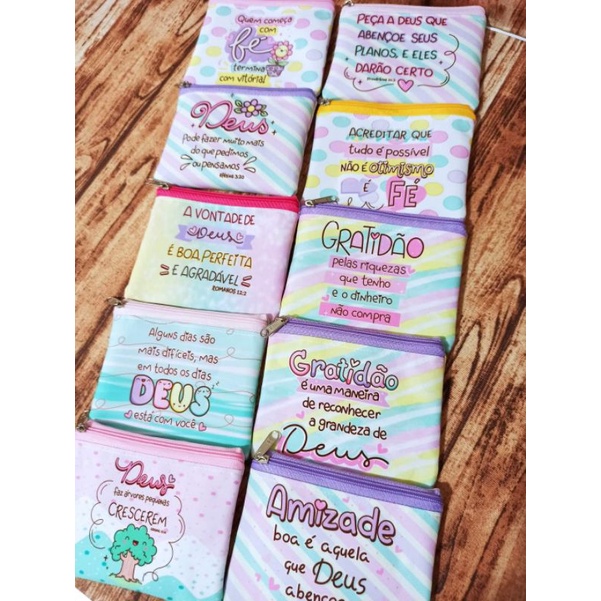 Quem começa
com
fé
termina
com vitória!
PEÇA A DEUS QUE
ABENÇOE SEUS
PLANOS, E ELES
DARÃO CERTO
Deus
Pode fazer muito mais
do que pedimos
ou pensamos
EFÉSIOS 3:20
ACREDITAR QUE
tudo é possível
NÃO É otimismo
É
FÉ
A VONTADE DE
Deus
É BOA, PERFEITA
E AGRADÁVEL
ROMANOS 12:2
GRATIDÃO
pelas riquezas
que tenho
e o dinheiro
não compra
Alguns dias são
mais difíceis, mas
em todos os dias
DEUS
está com você
Gratidão
é uma maneira
de reconhecer
a grandeza de
Deus
Deus
faz árvores pequenas
CRESCEREM
Amizade
boa é aquela
que Deus
abençoa